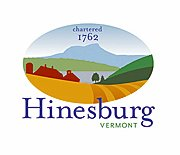 chartered
1762
Hinesburg
VERMONT